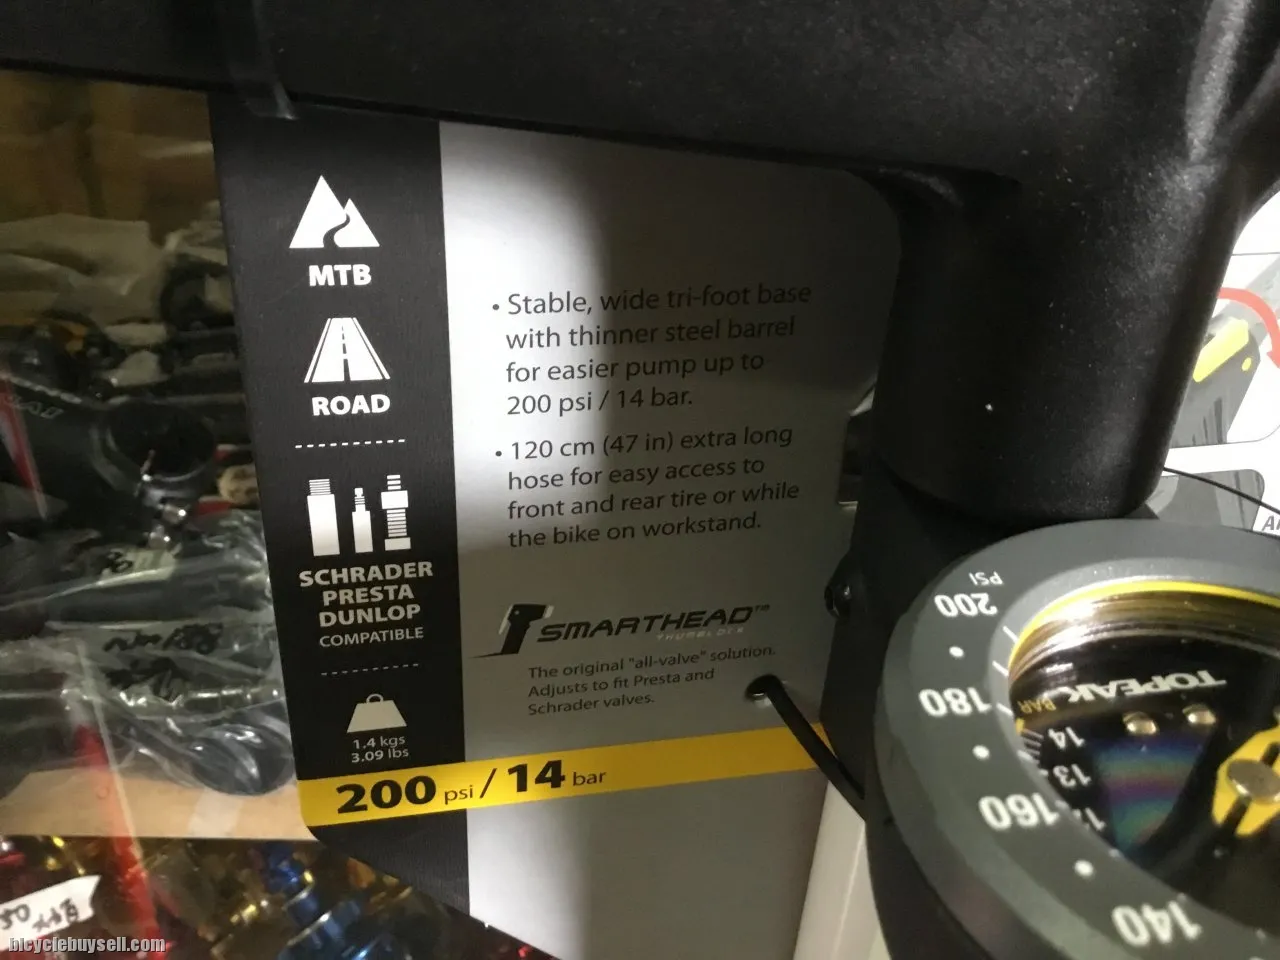 MTB
ROAD
SCHRADER
PRESTA
DUNLOP
COMPATIBLE
1.4 kgs
3.09 lbs
200 psi / 14 bar
• Stable, wide tri-foot base
with thinner steel barrel
for easier pump up to
200 psi / 14 bar.
• 120 cm (47 in) extra long
hose for easy access to
front and rear tire or while
the bike on workstand.
SMARTHEAD™
THUMBLOCK
The original "all-valve" solution.
Adjusts to fit Presta and
Schrader valves.
PSI
200
180
160
140
TOPEAK
BAR
14
13
bicyclebuysell.com